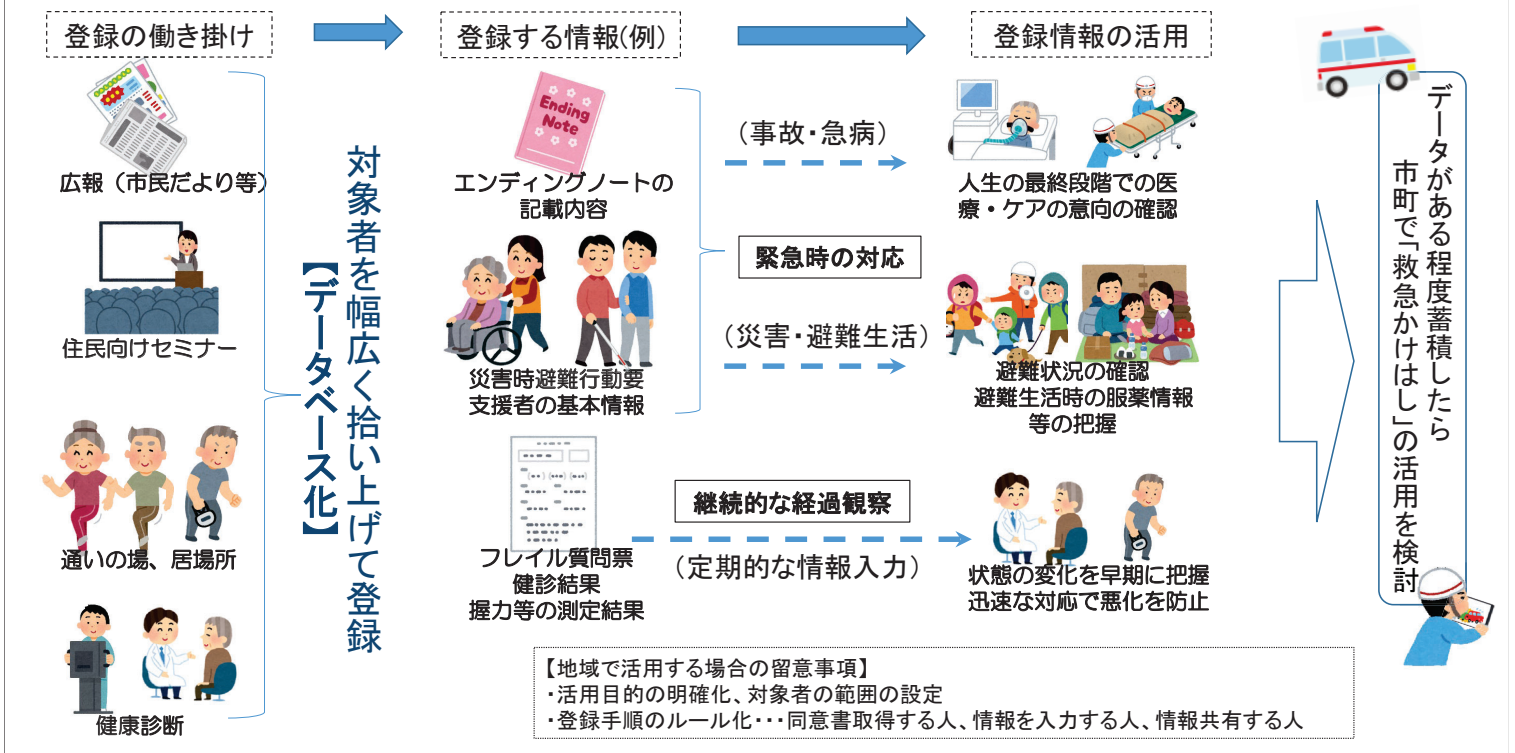 登録の働き掛け
登録する情報(例)
登録情報の活用
広報（市民だより等）
住民向けセミナー
通いの場、居場所
健康診断
対象者を幅広く拾い上げて登録
【データベース化】
Ending
Note
エンディングノートの
記載内容
災害時避難行動要
支援者の基本情報
フレイル質問票
健診結果
握力等の測定結果
（事故・急病）
緊急時の対応
（災害・避難生活）
継続的な経過観察
（定期的な情報入力）
人生の最終段階での医
療・ケアの意向の確認
避難状況の確認
避難生活時の服薬情報
等の把握
状態の変化を早期に把握
迅速な対応で悪化を防止
データがある程度蓄積したら
市町で「救急かけはし」の活用を検討
【地域で活用する場合の留意事項】
・活用目的の明確化、対象者の範囲の設定
・登録手順のルール化・・・同意書取得する人、情報を入力する人、情報共有する人